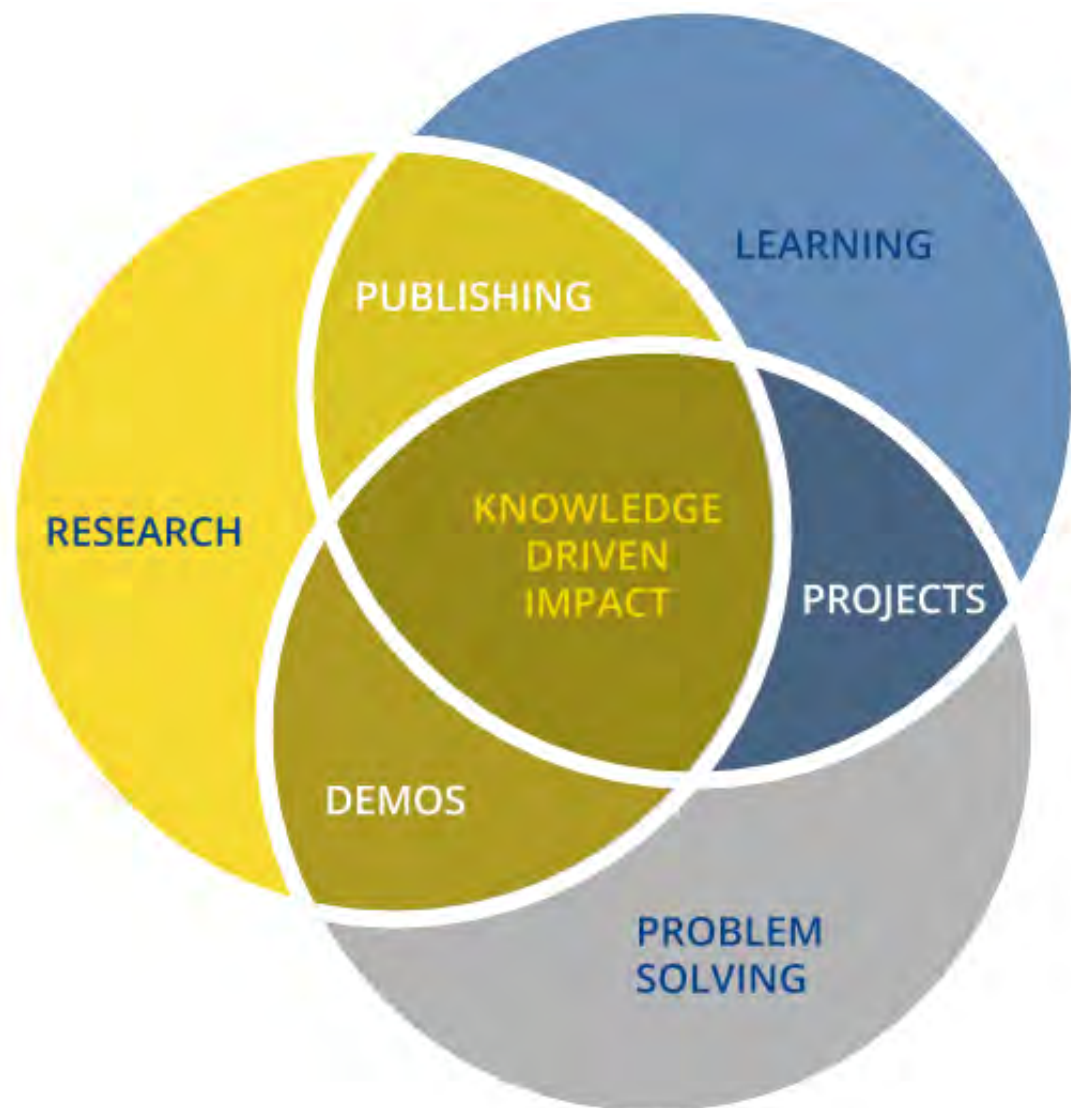 LEARNING
PUBLISHING
RESEARCH
KNOWLEDGE
DRIVEN
IMPACT
PROJECTS
DEMOS
PROBLEM
SOLVING